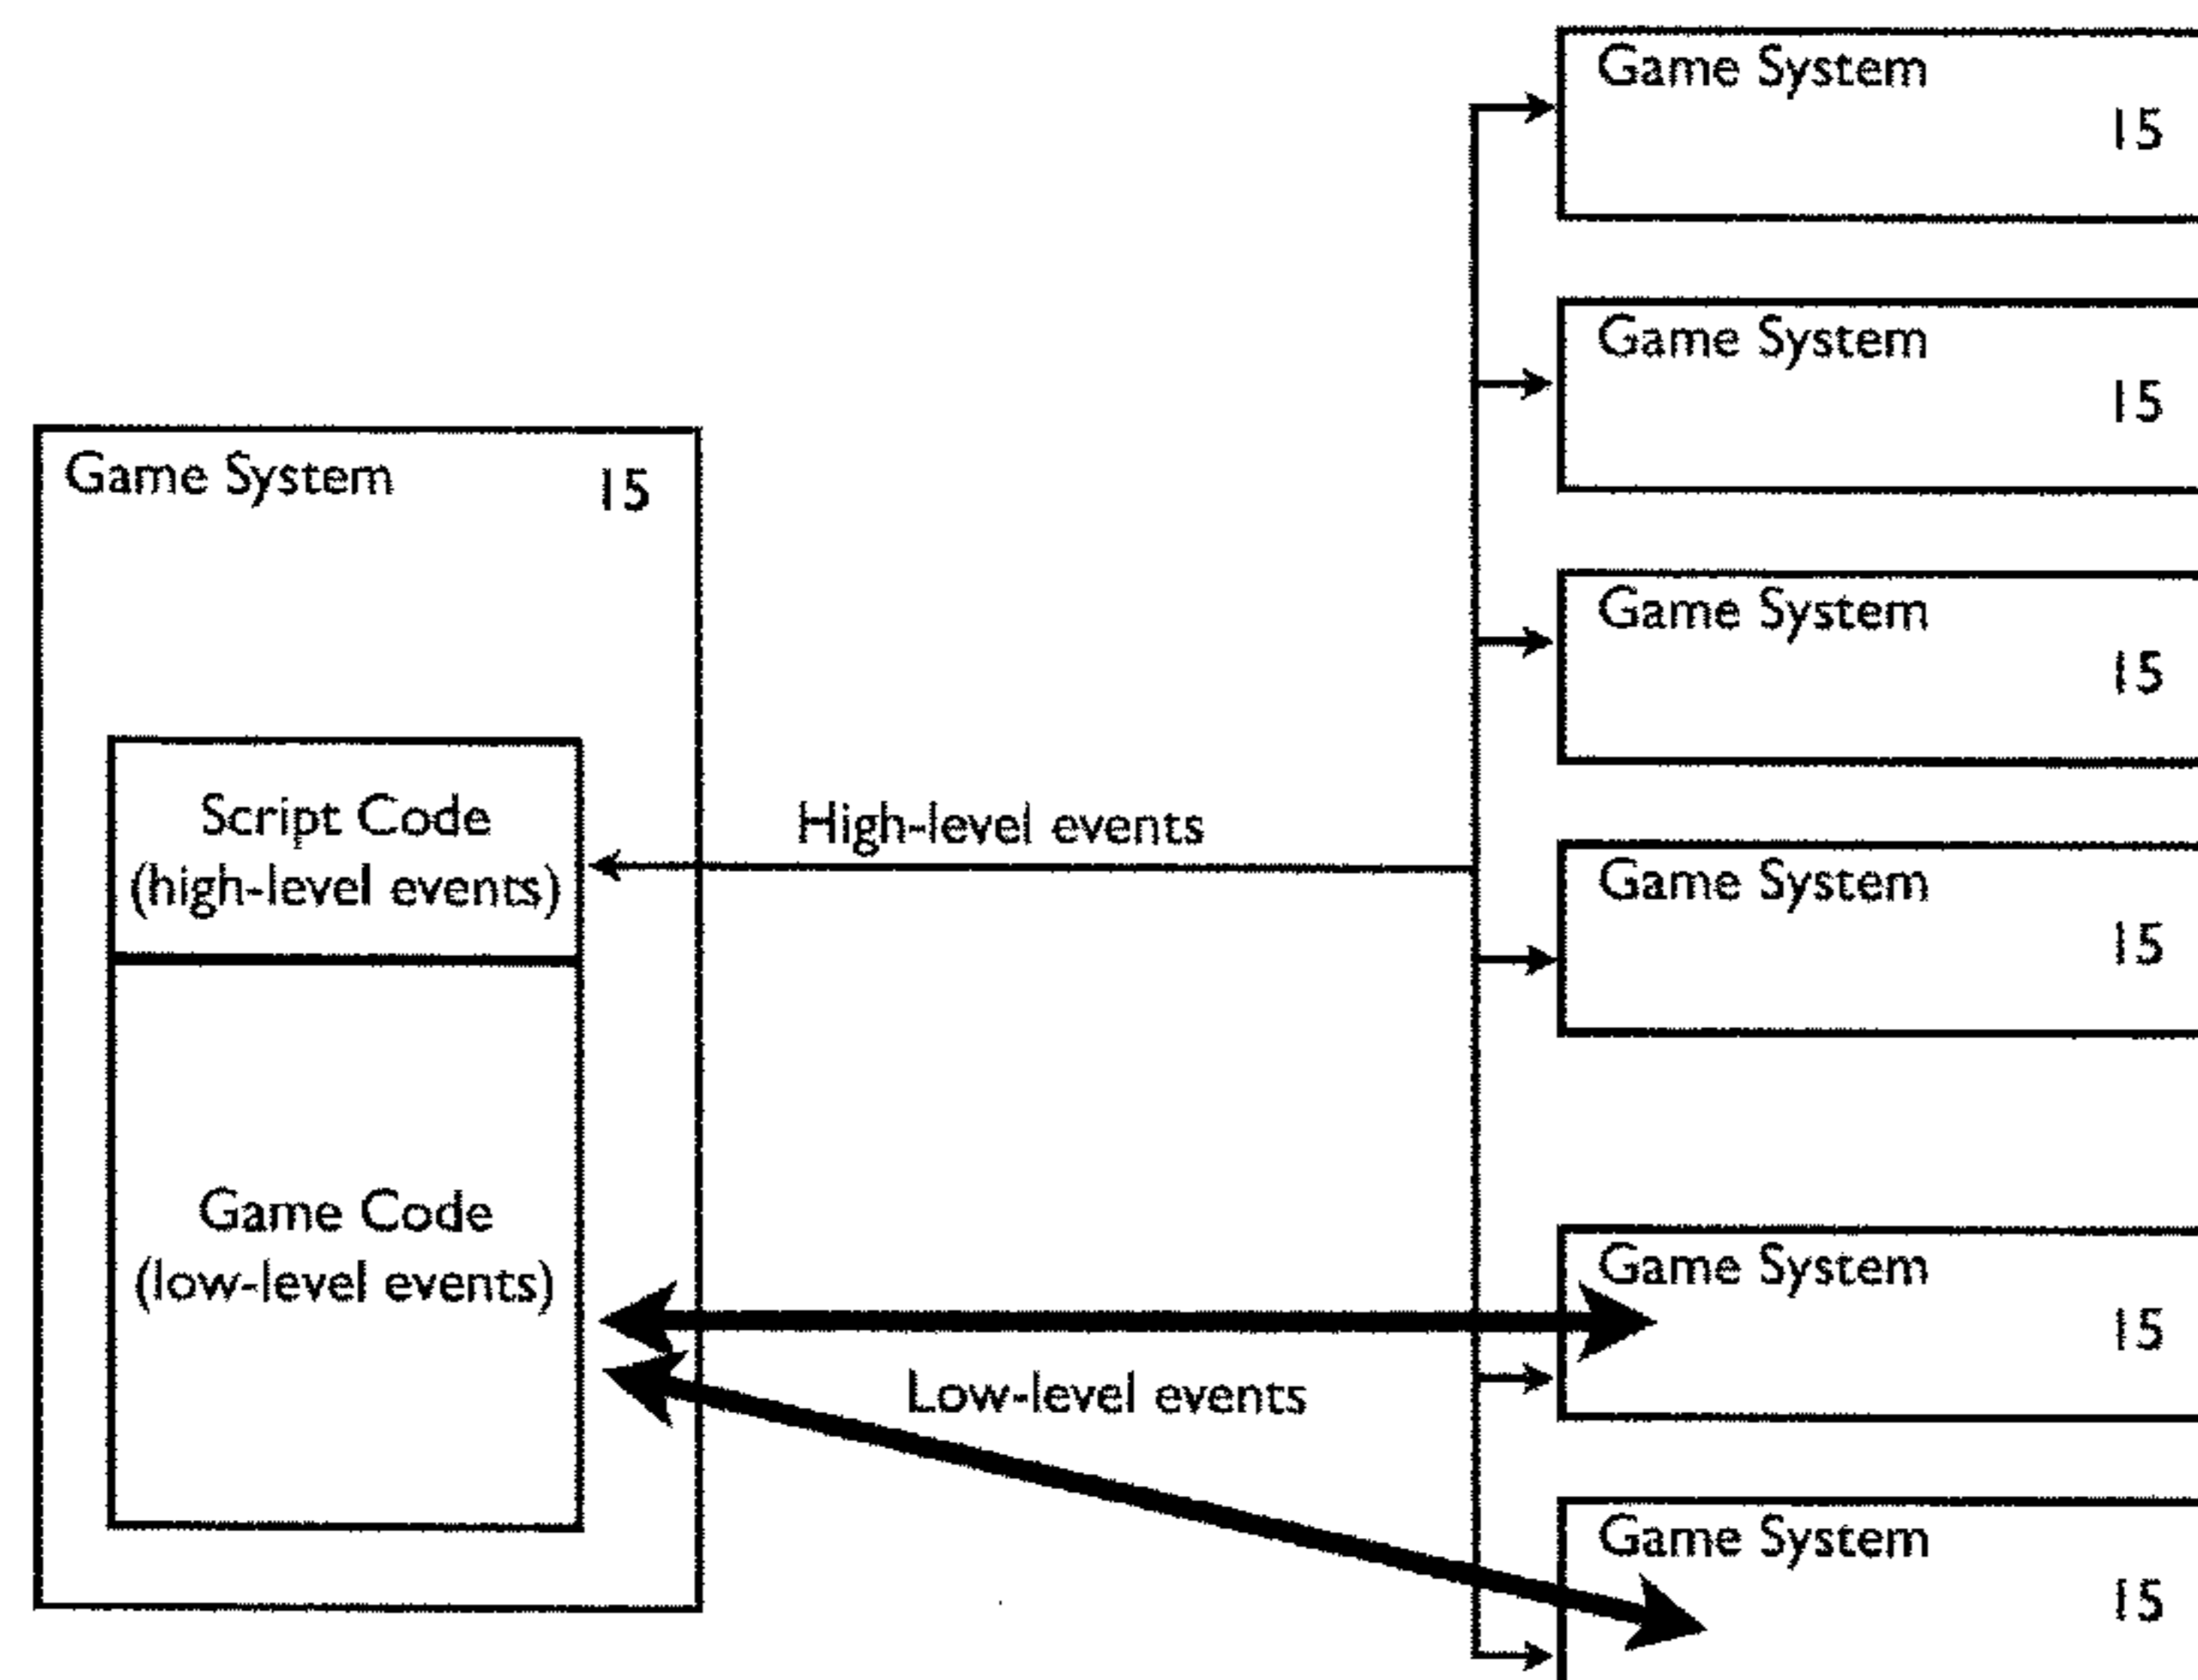 Game System
15
Script Code
(high-level events)
Game Code
(low-level events)
High-level events
Low-level events
Game System
15
Game System
15
Game System
15
Game System
15
Game System
15
Game System
15